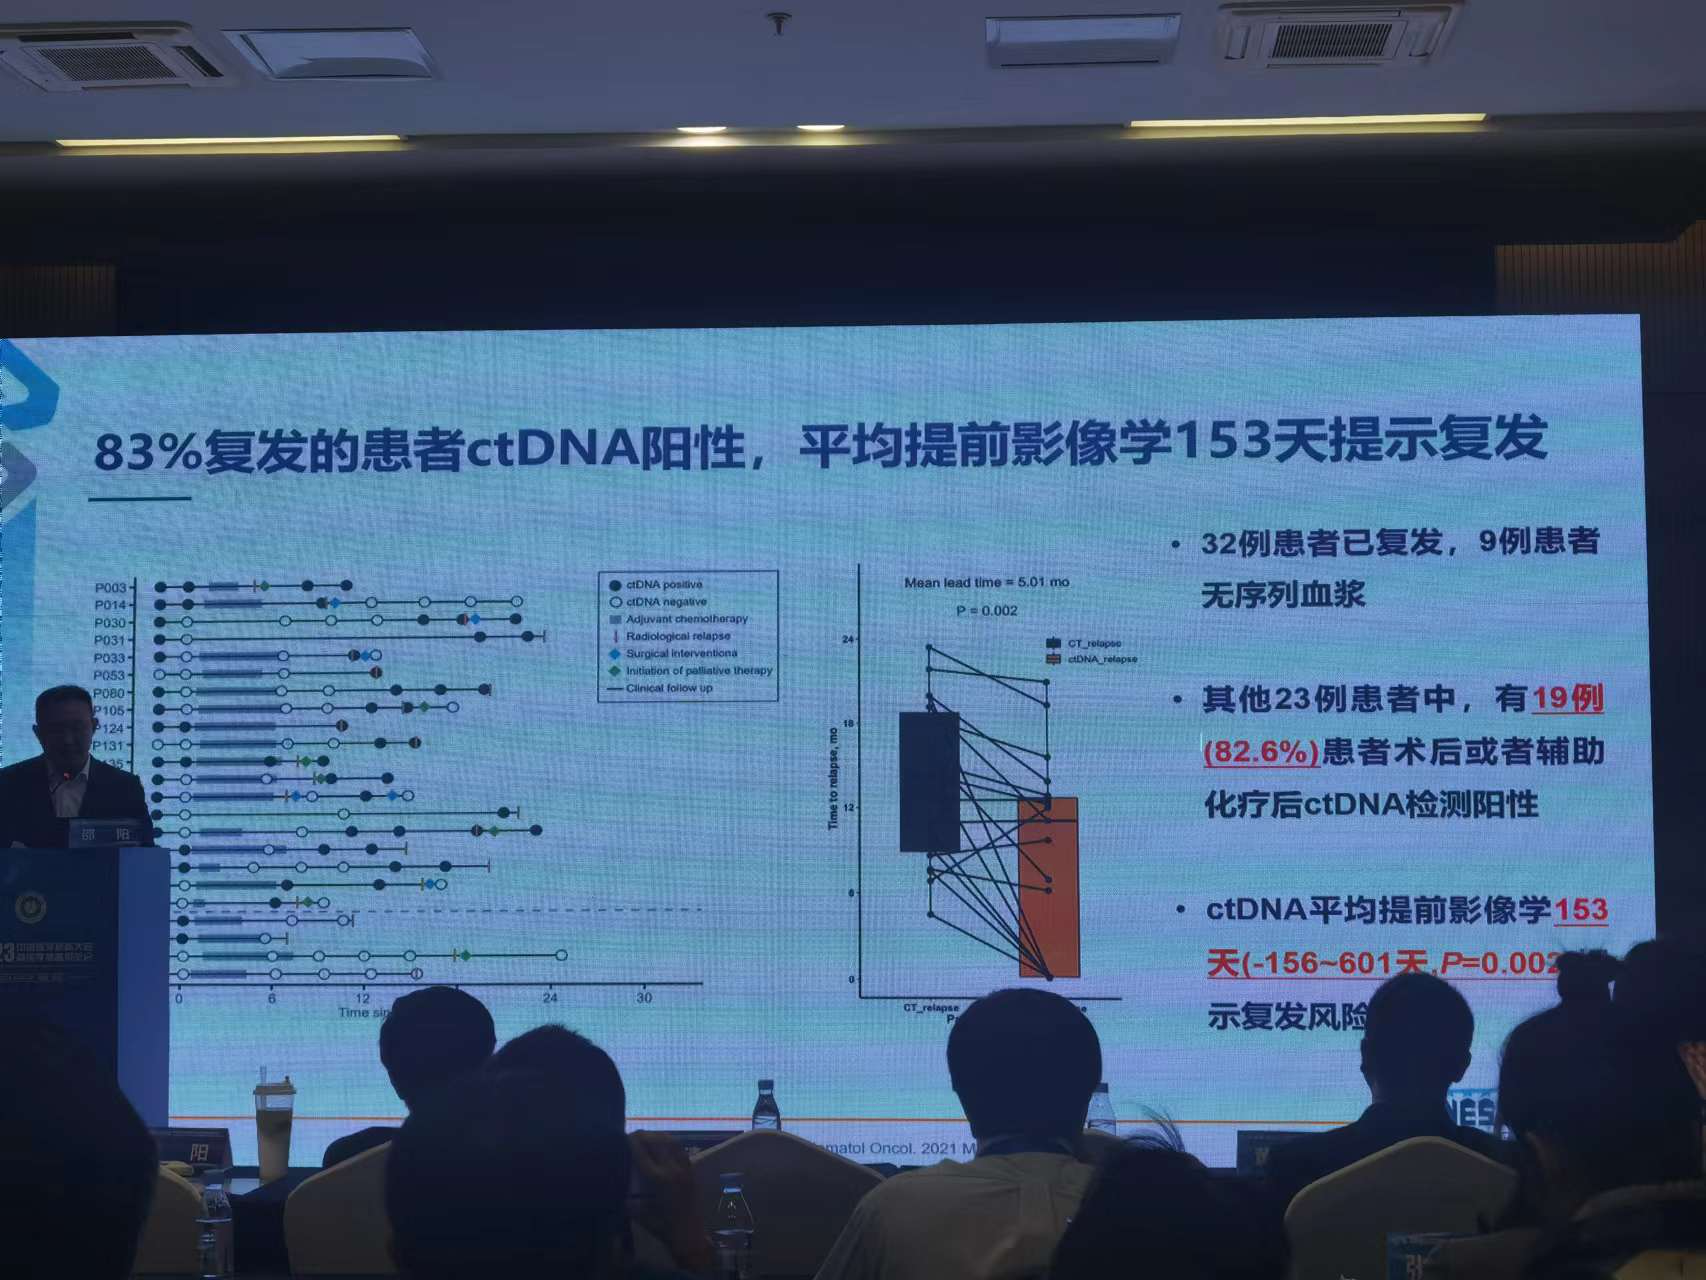 83%复发的患者ctDNA阳性，平均提前影像学153天提示复发
P003
P014
P030
P031
P033
P053
P080
P105
P124
P131
ctDNA positive
ctDNA negative
Adjuvant chemotherapy
Radiological relapse
Surgical interventiona
Initiation of palliative therapy
Clinical follow up
0 6 12 24 30
Time
Mean lead time = 5.01 mo
P = 0.002
CT_relapse
ctDNA_relapse
Time to relapse, mo
24
18
12
6
0
CT_relapse
• 32例患者已复发，9例患者
无序列血浆
• 其他23例患者中，有19例
(82.6%)患者术后或者辅助
化疗后ctDNA检测阳性
• ctDNA平均提前影像学153
天(-156~601天,P=0.002
示复发风险
Oncol. 2021
邵 阳
阳